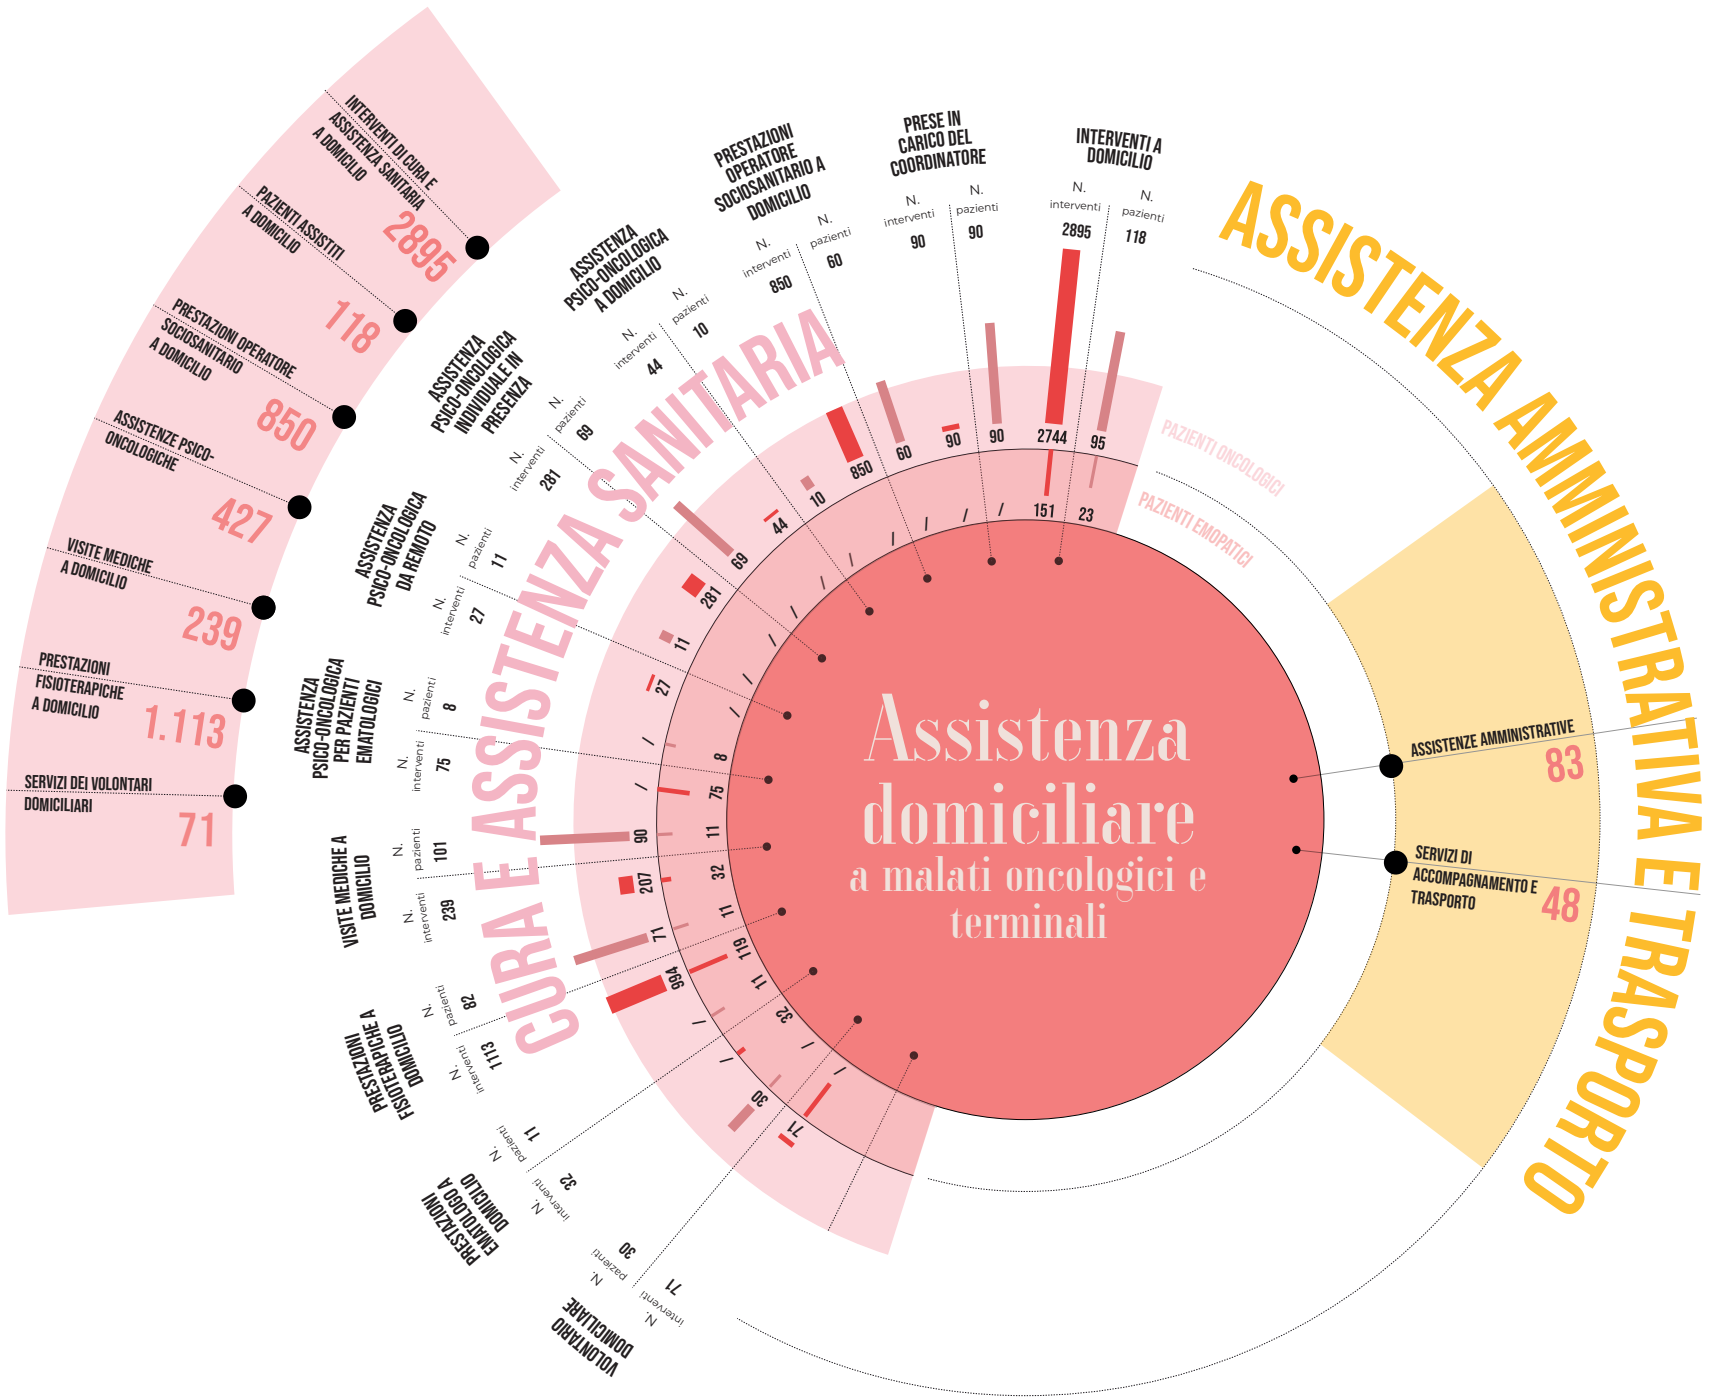 INTERVENTI DI CURA E
ASSISTENZA SANITARIA
A DOMICILIO
2895
PAZIENTI ASSISTITI
A DOMICILIO
118
PRESTAZIONI OPERATORE
SOCIOSANITARIO
A DOMICILIO
850
ASSISTENZE PSICO-
ONCOLOGICHE
427
VISITE MEDICHE
A DOMICILIO
239
PRESTAZIONI
FISIOTERAPICHE
A DOMICILIO
1.113
SERVIZI DEI VOLONTARI
DOMICILIARI
71
CURA E ASSISTENZA SANITARIA
INTERVENTI A
DOMICILIO
N.
interventi
2895
N.
pazienti
118
2744
95
151
23
PRESE IN
CARICO DEL
COORDINATORE
N.
interventi
90
N.
pazienti
90
90
90
/
/
PRESTAZIONI
OPERATORE
SOCIOSANITARIO A
DOMICILIO
N.
interventi
850
N.
pazienti
60
850
60
/
/
ASSISTENZA
PSICO-ONCOLOGICA
A DOMICILIO
N.
interventi
44
N.
pazienti
10
44
10
/
/
ASSISTENZA
PSICO-ONCOLOGICA
INDIVIDUALE IN
PRESENZA
N.
interventi
281
N.
pazienti
69
281
69
/
/
ASSISTENZA
PSICO-ONCOLOGICA
DA REMOTO
N.
interventi
27
N.
pazienti
11
27
11
/
/
ASSISTENZA
PSICO-ONCOLOGICA
PER PAZIENTI
EMATOLOGICI
N.
interventi
75
N.
pazienti
8
/
/
75
8
VISITE MEDICHE A
DOMICILIO
N.
interventi
239
N.
pazienti
101
207
90
32
11
PRESTAZIONI
FISIOTERAPICHE A
DOMICILIO
N.
interventi
1113
N.
pazienti
82
994
71
119
11
PRESTAZIONI
EMATOLOGO A
DOMICILIO
N.
interventi
32
N.
pazienti
11
/
/
32
11
VOLONTARIO
DOMICILIARE
N.
interventi
71
N.
pazienti
30
71
30
/
/
PAZIENTI ONCOLOGICI
PAZIENTI EMOPATICI
Assistenza
domiciliare
a malati oncologici e
terminali
ASSISTENZA AMMINISTRATIVA E TRASPORTO
ASSISTENZE AMMINISTRATIVE
83
SERVIZI DI
ACCOMPAGNAMENTO E
TRASPORTO
48